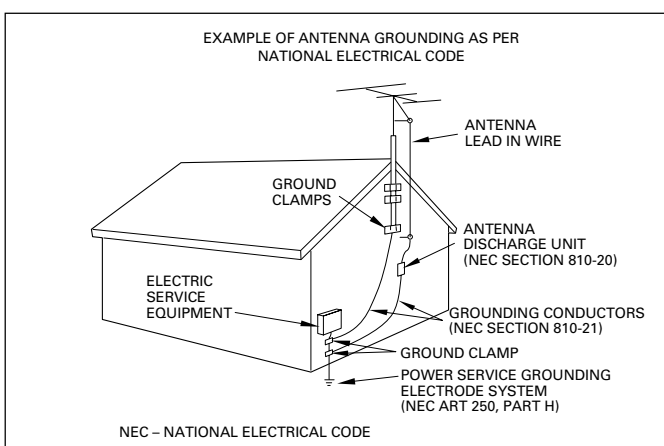 EXAMPLE OF ANTENNA GROUNDING AS PER
NATIONAL ELECTRICAL CODE
ANTENNA
LEAD IN WIRE
GROUND
CLAMPS
ANTENNA
DISCHARGE UNIT
(NEC SECTION 810-20)
ELECTRIC
SERVICE
EQUIPMENT
GROUNDING CONDUCTORS
(NEC SECTION 810-21)
GROUND CLAMP
POWER SERVICE GROUNDING
ELECTRODE SYSTEM
(NEC ART 250, PART H)
NEC – NATIONAL ELECTRICAL CODE